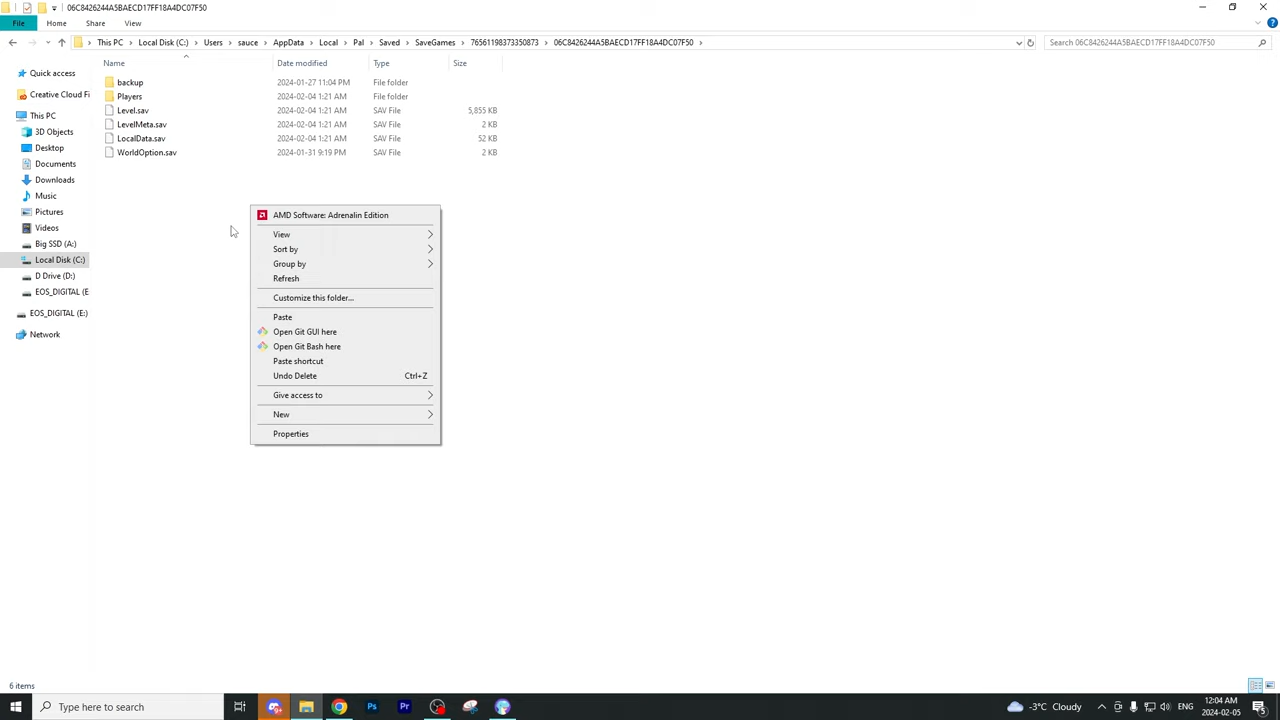 06C8426244A5BAECD17FF18A4DC07F50
File Home Share View
This PC Local Disk (C:) Users sauce AppData Local Pal Saved SaveGames 76561198373350873 06C8426244A5BAECD17FF18A4DC07F50
Search 06C8426244A5BAECD17FF18A4DC07F50
Name Date modified Type Size
backup 2024-01-27 11:04 PM File folder
Players 2024-02-04 1:21 AM File folder
Level.sav 2024-02-04 1:21 AM SAV File 5,855 KB
LevelMeta.sav 2024-02-04 1:21 AM SAV File 2 KB
LocalData.sav 2024-02-04 1:21 AM SAV File 52 KB
WorldOption.sav 2024-01-31 9:19 PM SAV File 2 KB
Quick access
Creative Cloud Fi
This PC
3D Objects
Desktop
Documents
Downloads
Music
Pictures
Videos
Big SSD (A:)
Local Disk (C:)
D Drive (D:)
EOS_DIGITAL (E
EOS_DIGITAL (E:)
Network
AMD Software: Adrenalin Edition
View
Sort by
Group by
Refresh
Customize this folder...
Paste
Open Git GUI here
Open Git Bash here
Paste shortcut
Undo Delete Ctrl+Z
Give access to
New
Properties
6 items
Type here to search
Ps
Pr
-3°C Cloudy
ENG
12:04 AM
2024-02-05